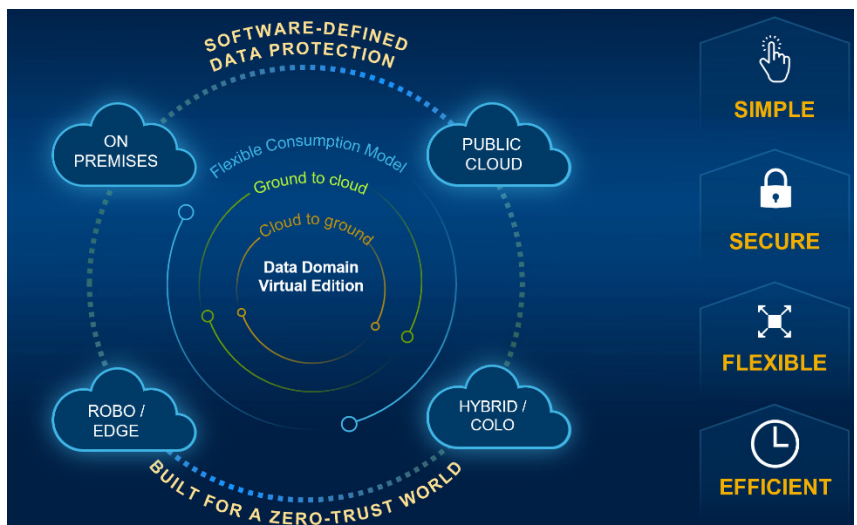 SOFTWARE-DEFINED
DATA PROTECTION
ON
PREMISES
PUBLIC
CLOUD
Flexible Consumption Model
Ground to cloud
Cloud to ground
Data Domain
Virtual Edition
ROBO /
EDGE
HYBRID /
COLO
BUILT FOR A ZERO-TRUST WORLD
SIMPLE
SECURE
FLEXIBLE
EFFICIENT